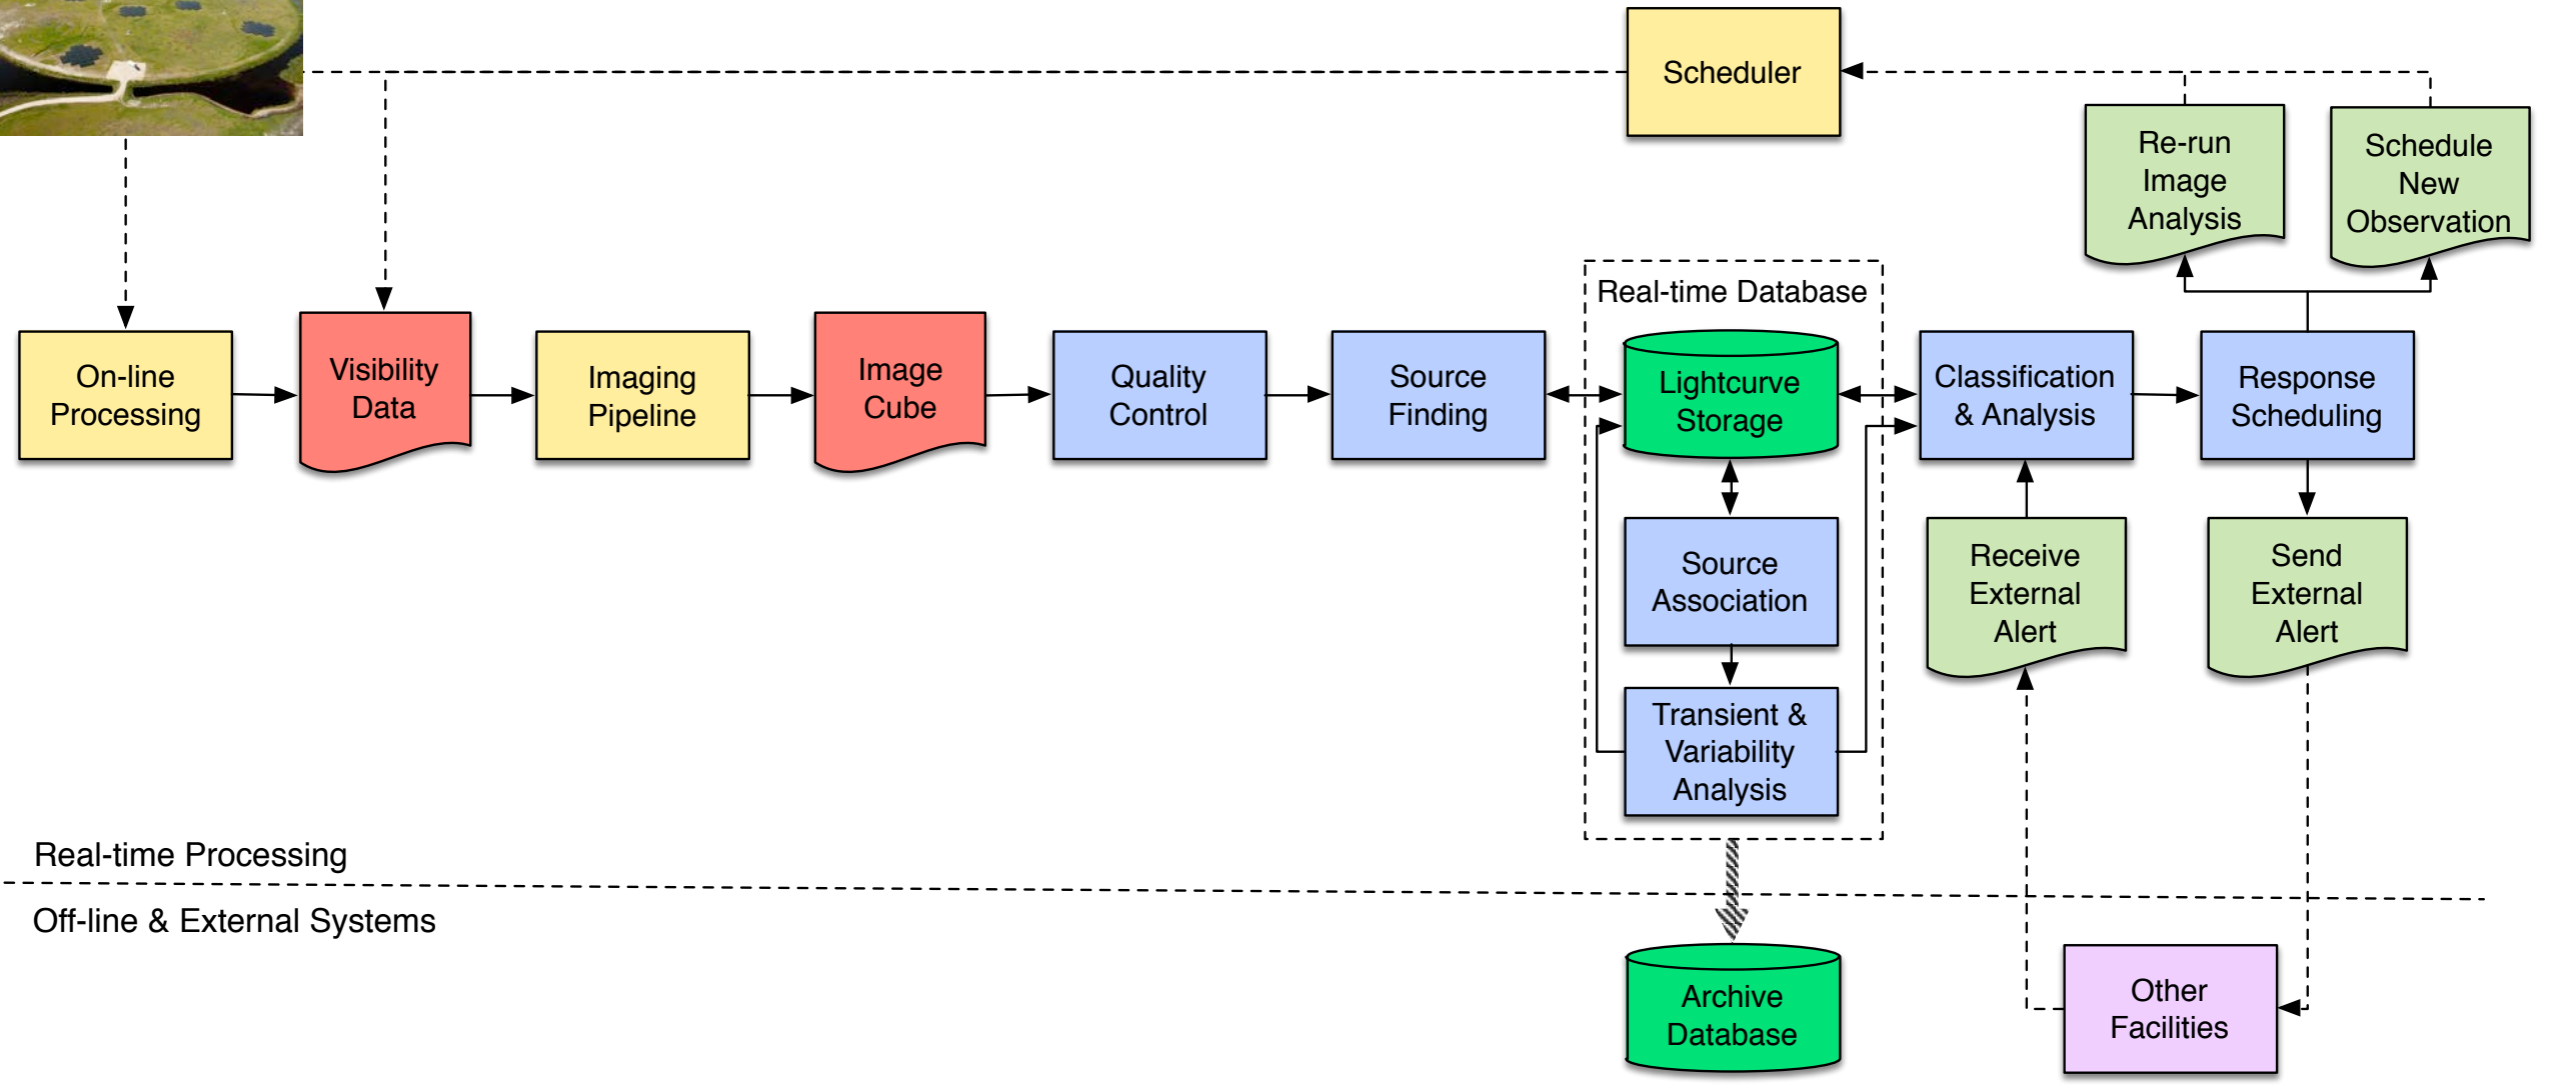 Scheduler
Re-run
Image
Analysis
Schedule
New
Observation
Real-time Database
On-line
Processing
Visibility
Data
Imaging
Pipeline
Image
Cube
Quality
Control
Source
Finding
Lightcurve
Storage
Classification
& Analysis
Response
Scheduling
Source
Association
Receive
External
Alert
Send
External
Alert
Transient &
Variability
Analysis
Real-time Processing
Off-line & External Systems
Archive
Database
Other
Facilities